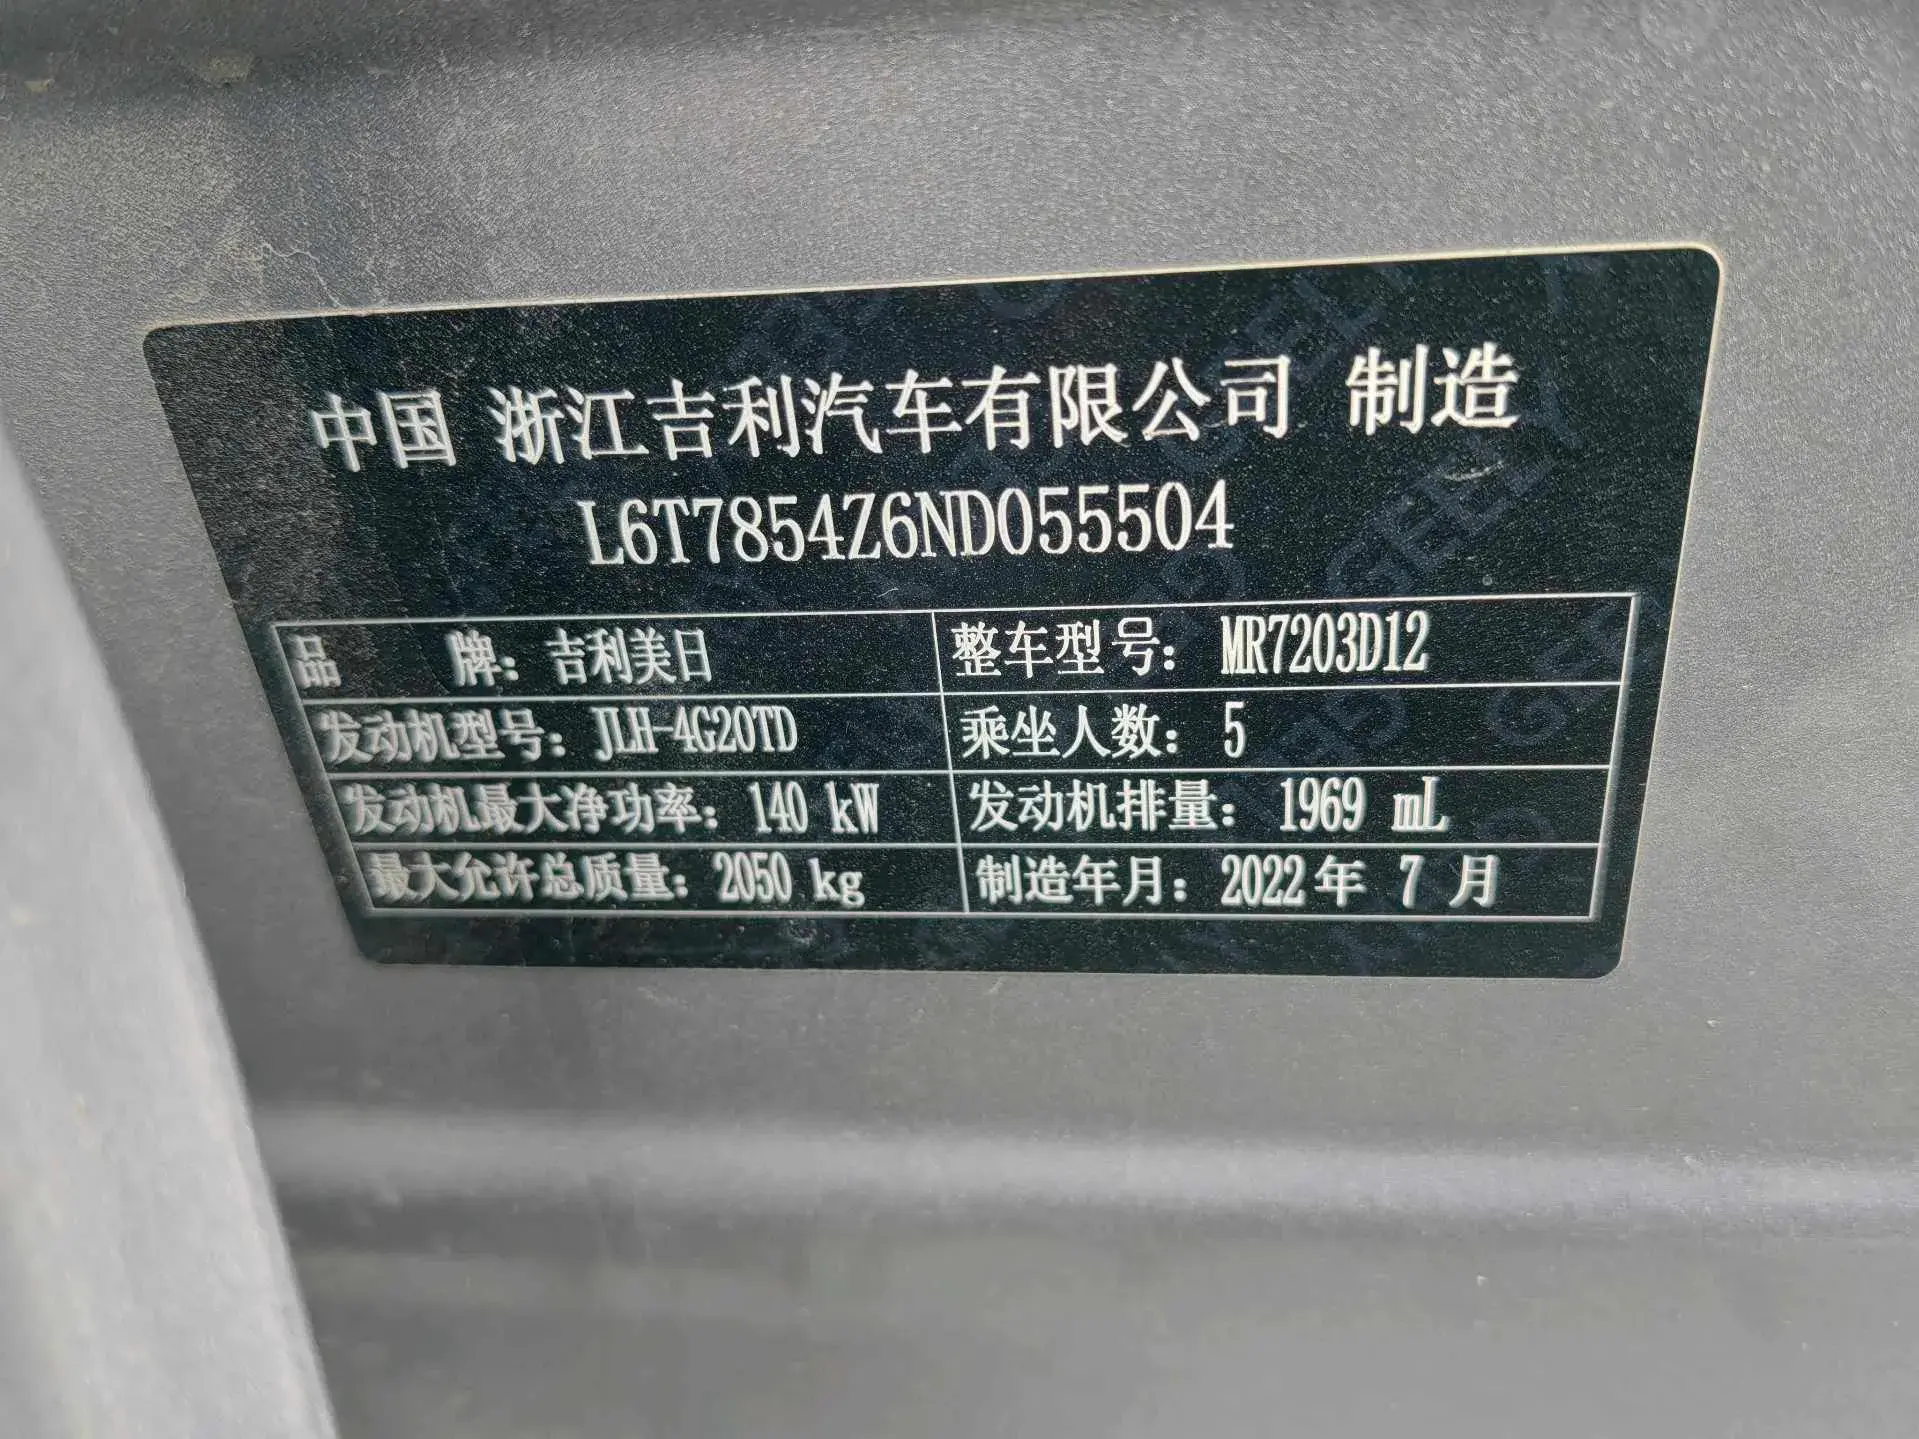 中国 浙江吉利汽车有限公司 制造
L6T7854Z6ND055504
品 牌：吉利美日 整车型号：MR7203D12
发动机型号：JLH-4G20TD 乘坐人数：5
发动机最大净功率：140 kW 发动机排量：1969 mL
最大允许总质量：2050 kg 制造年月：2022年 7 月
GEELY
GEELY
GEELY